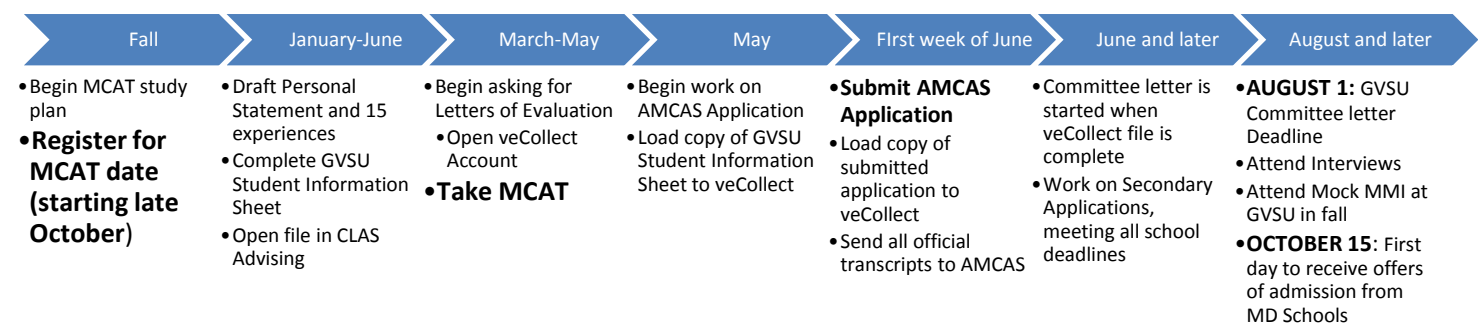 Fall
January-June
March-May
May
FIrst week of June
June and later
August and later
•Begin MCAT study
plan
•Register for
MCAT date
(starting late
October)
•Draft Personal
Statement and 15
experiences
•Complete GVSU
Student Information
Sheet
•Open file in CLAS
Advising
•Begin asking for
Letters of Evaluation
•Open veCollect
Account
•Take MCAT
•Begin work on
AMCAS Application
•Load copy of GVSU
Student Information
Sheet to veCollect
•Submit AMCAS
Application
•Load copy of
submitted
application to
veCollect
•Send all official
transcripts to AMCAS
•Committee letter is
started when
veCollect file is
complete
•Work on Secondary
Applications,
meeting all school
deadlines
•AUGUST 1: GVSU
Committee letter
Deadline
•Attend Interviews
•Attend Mock MMI at
GVSU in fall
•OCTOBER 15: First
day to receive offers
of admission from
MD Schools